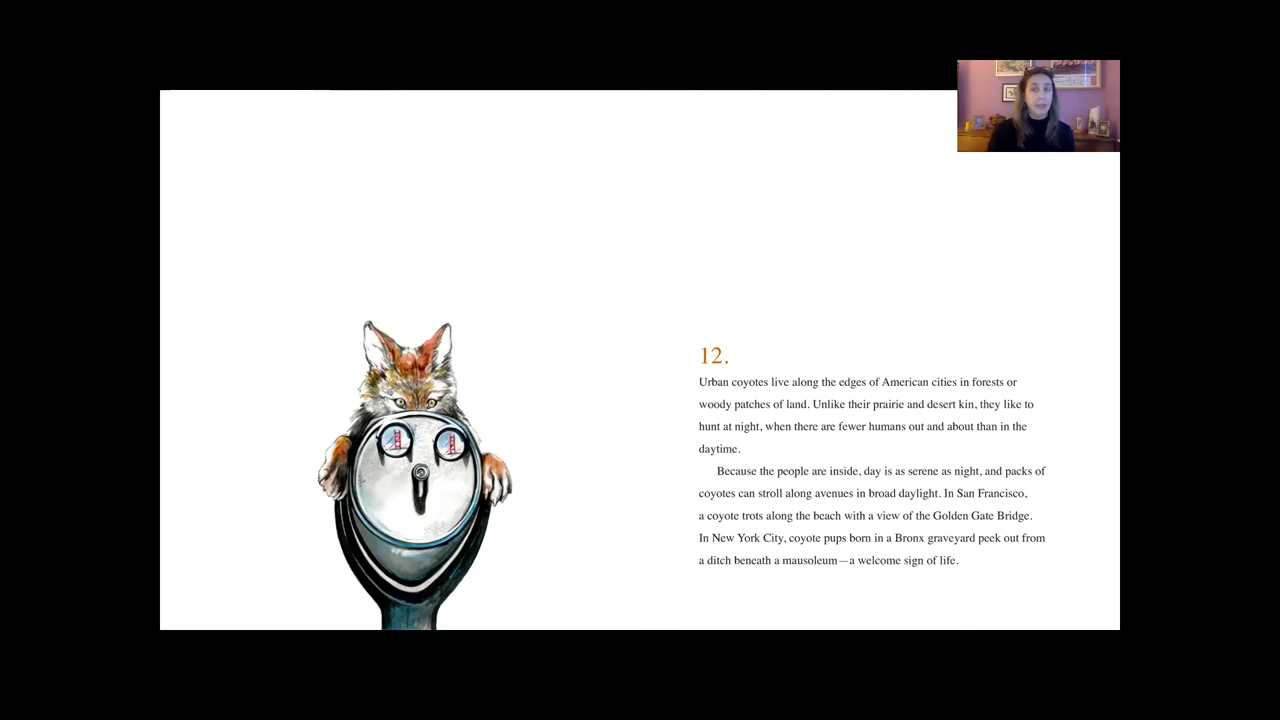 12.
Urban coyotes live along the edges of American cities in forests or
woody patches of land. Unlike their prairie and desert kin, they like to
hunt at night, when there are fewer humans out and about than in the
daytime.
Because the people are inside, day is as serene as night, and packs of
coyotes can stroll along avenues in broad daylight. In San Francisco,
a coyote trots along the beach with a view of the Golden Gate Bridge.
In New York City, coyote pups born in a Bronx graveyard peek out from
a ditch beneath a mausoleum—a welcome sign of life.